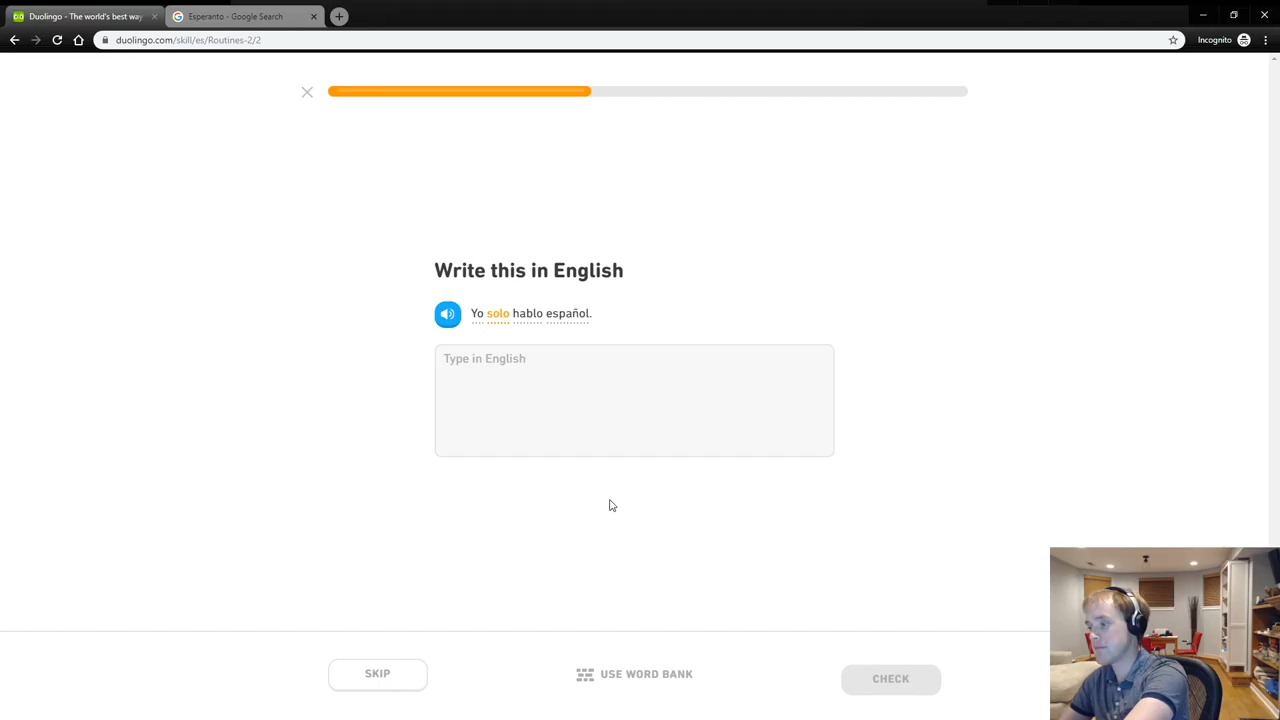 Duolingo - The world's best way
Esperanto - Google Search
duolingo.com/skill/es/Routines-2/2
Incognito
Write this in English
Yo solo hablo español.
Type in English
SKIP
USE WORD BANK
CHECK